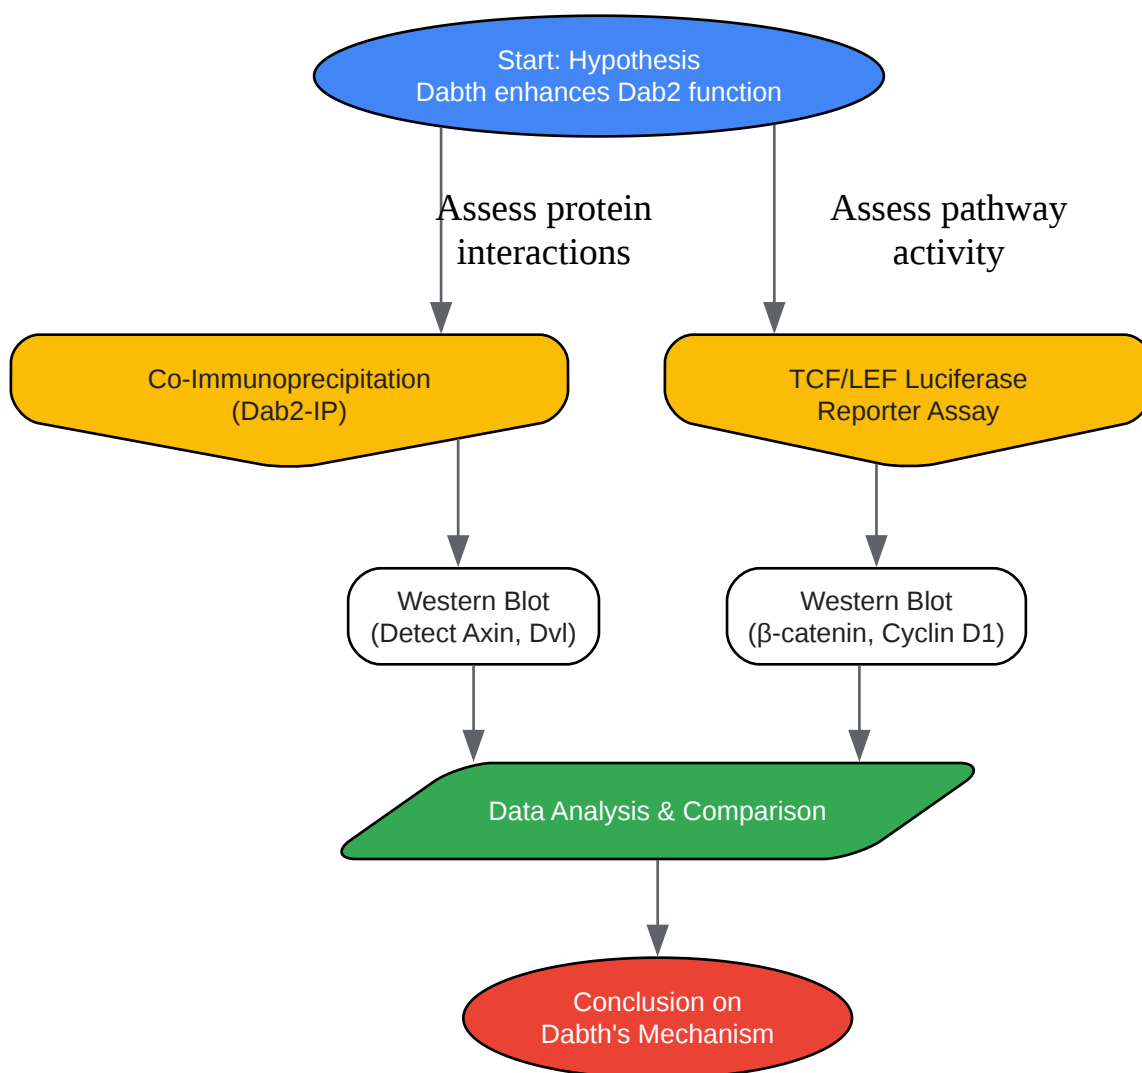 Start: Hypothesis
Dabth enhances Dab2 function
Assess protein
interactions
Assess pathway
activity
Co-Immunoprecipitation
(Dab2-IP)
TCF/LEF Luciferase
Reporter Assay
Western Blot
(Detect Axin, Dvl)
Western Blot
(β-catenin, Cyclin D1)
Data Analysis & Comparison
Conclusion on
Dabth's Mechanism